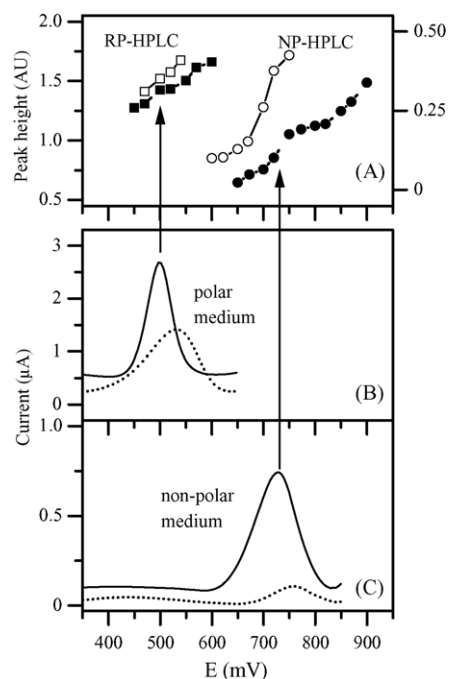 RP-HPLC NP-HPLC
2.0
1.5
1.0
0.5
Peak height (AU)
0.50
0.25
0
(A)
3
2
1
0
polar
medium
(B)
Current (μA)
1.0
0.5
0
non-polar
medium
(C)
400 500 600 700 800 900
E (mV)